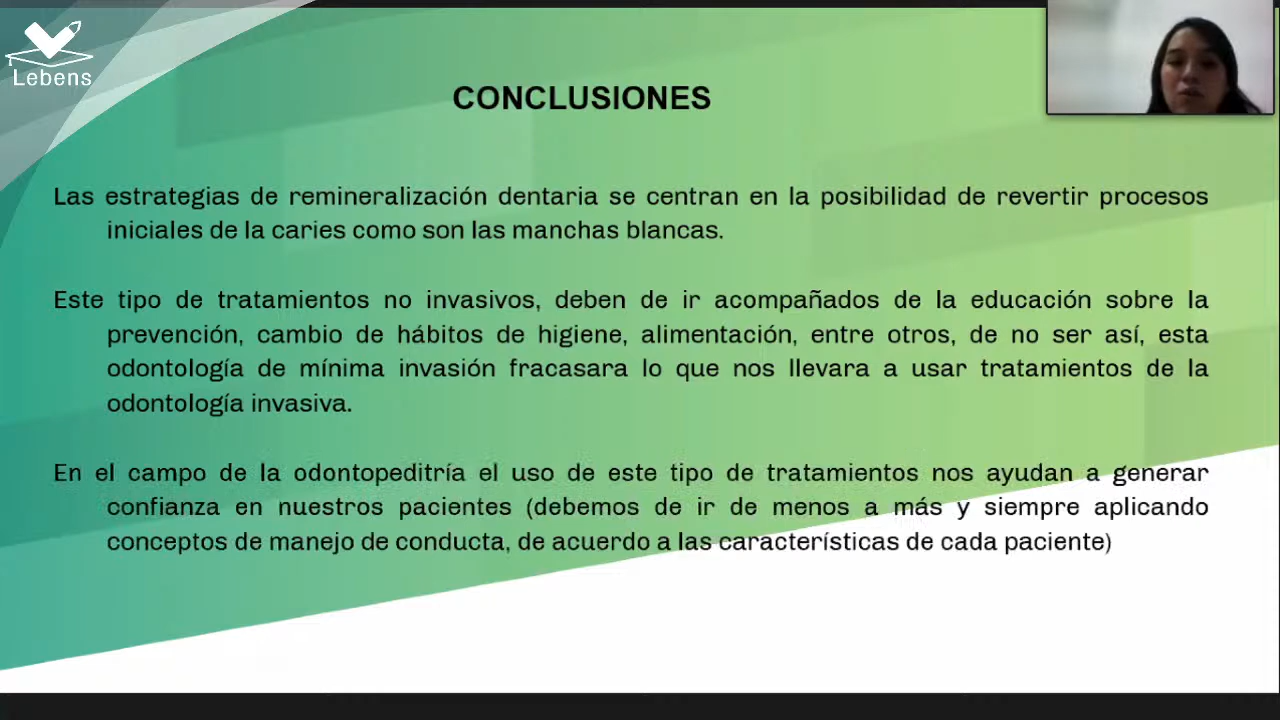 Lebens
CONCLUSIONES
Las estrategias de remineralización dentaria se centran en la posibilidad de revertir procesos
iniciales de la caries como son las manchas blancas.
Este tipo de tratamientos no invasivos, deben de ir acompañados de la educación sobre la
prevención, cambio de hábitos de higiene, alimentación, entre otros, de no ser así, esta
odontología de mínima invasión fracasara lo que nos llevara a usar tratamientos de la
odontología invasiva.
En el campo de la odontopeditría el uso de este tipo de tratamientos nos ayudan a generar
confianza en nuestros pacientes (debemos de ir de menos a más y siempre aplicando
conceptos de manejo de conducta, de acuerdo a las características de cada paciente)